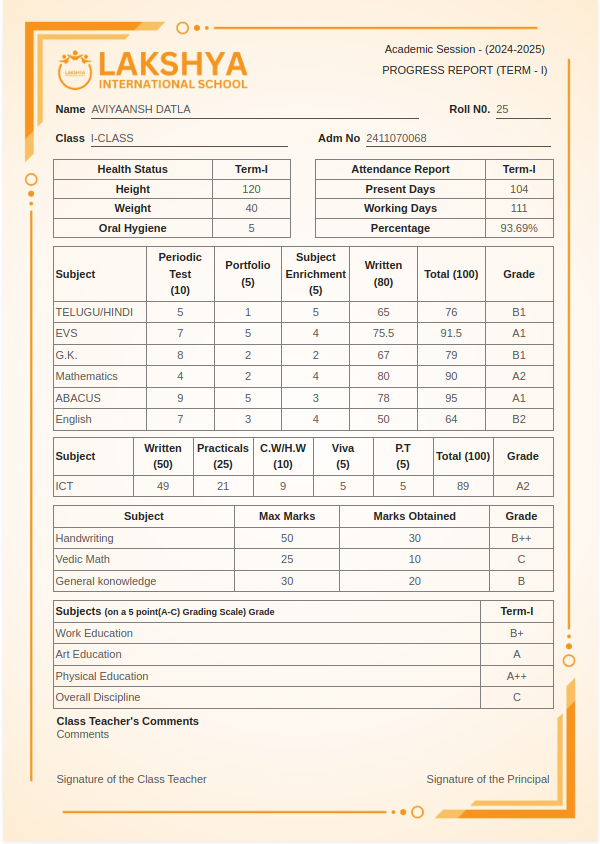 Academic Session - (2024-2025)
LAKSHYA
LAKSHYA
INTERNATIONAL SCHOOL
PROGRESS REPORT (TERM - I)
Name AVIYAANSH DATLA Roll N0. 25
Class I-CLASS Adm No 2411070068
Health Status Term-I
Height 120
Weight 40
Oral Hygiene 5
Attendance Report Term-I
Present Days 104
Working Days 111
Percentage 93.69%
Subject Periodic Test (10) Portfolio (5) Subject Enrichment (5) Written (80) Total (100) Grade
TELUGU/HINDI 5 1 5 65 76 B1
EVS 7 5 4 75.5 91.5 A1
G.K. 8 2 2 67 79 B1
Mathematics 4 2 4 80 90 A2
ABACUS 9 5 3 78 95 A1
English 7 3 4 50 64 B2
Subject Written (50) Practicals (25) C.W/H.W (10) Viva (5) P.T (5) Total (100) Grade
ICT 49 21 9 5 5 89 A2
Subject Max Marks Marks Obtained Grade
Handwriting 50 30 B++
Vedic Math 25 10 C
General konowledge 30 20 B
Subjects (on a 5 point(A-C) Grading Scale) Grade Term-I
Work Education B+
Art Education A
Physical Education A++
Overall Discipline C
Class Teacher's Comments
Comments
Signature of the Class Teacher Signature of the Principal